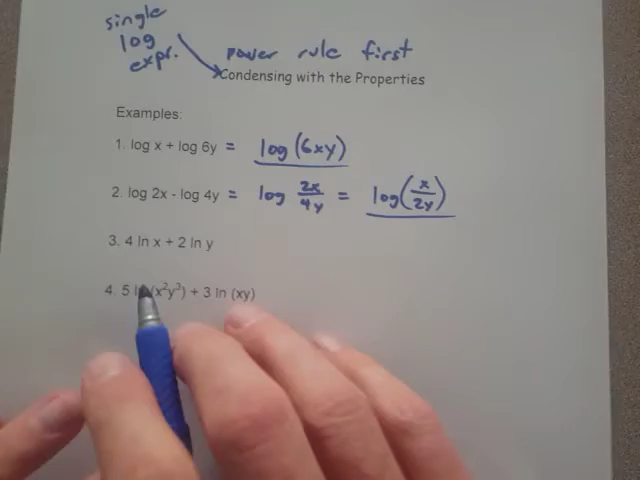 single
log
expr.
power rule first
Condensing with the Properties
Examples:
1. log x + log 6y = log(6xy)
2. log 2x - log 4y = log 2x/4y = log(x/2y)
3. 4 ln x + 2 ln y
4. 5 ln (x²y³) + 3 ln (xy)